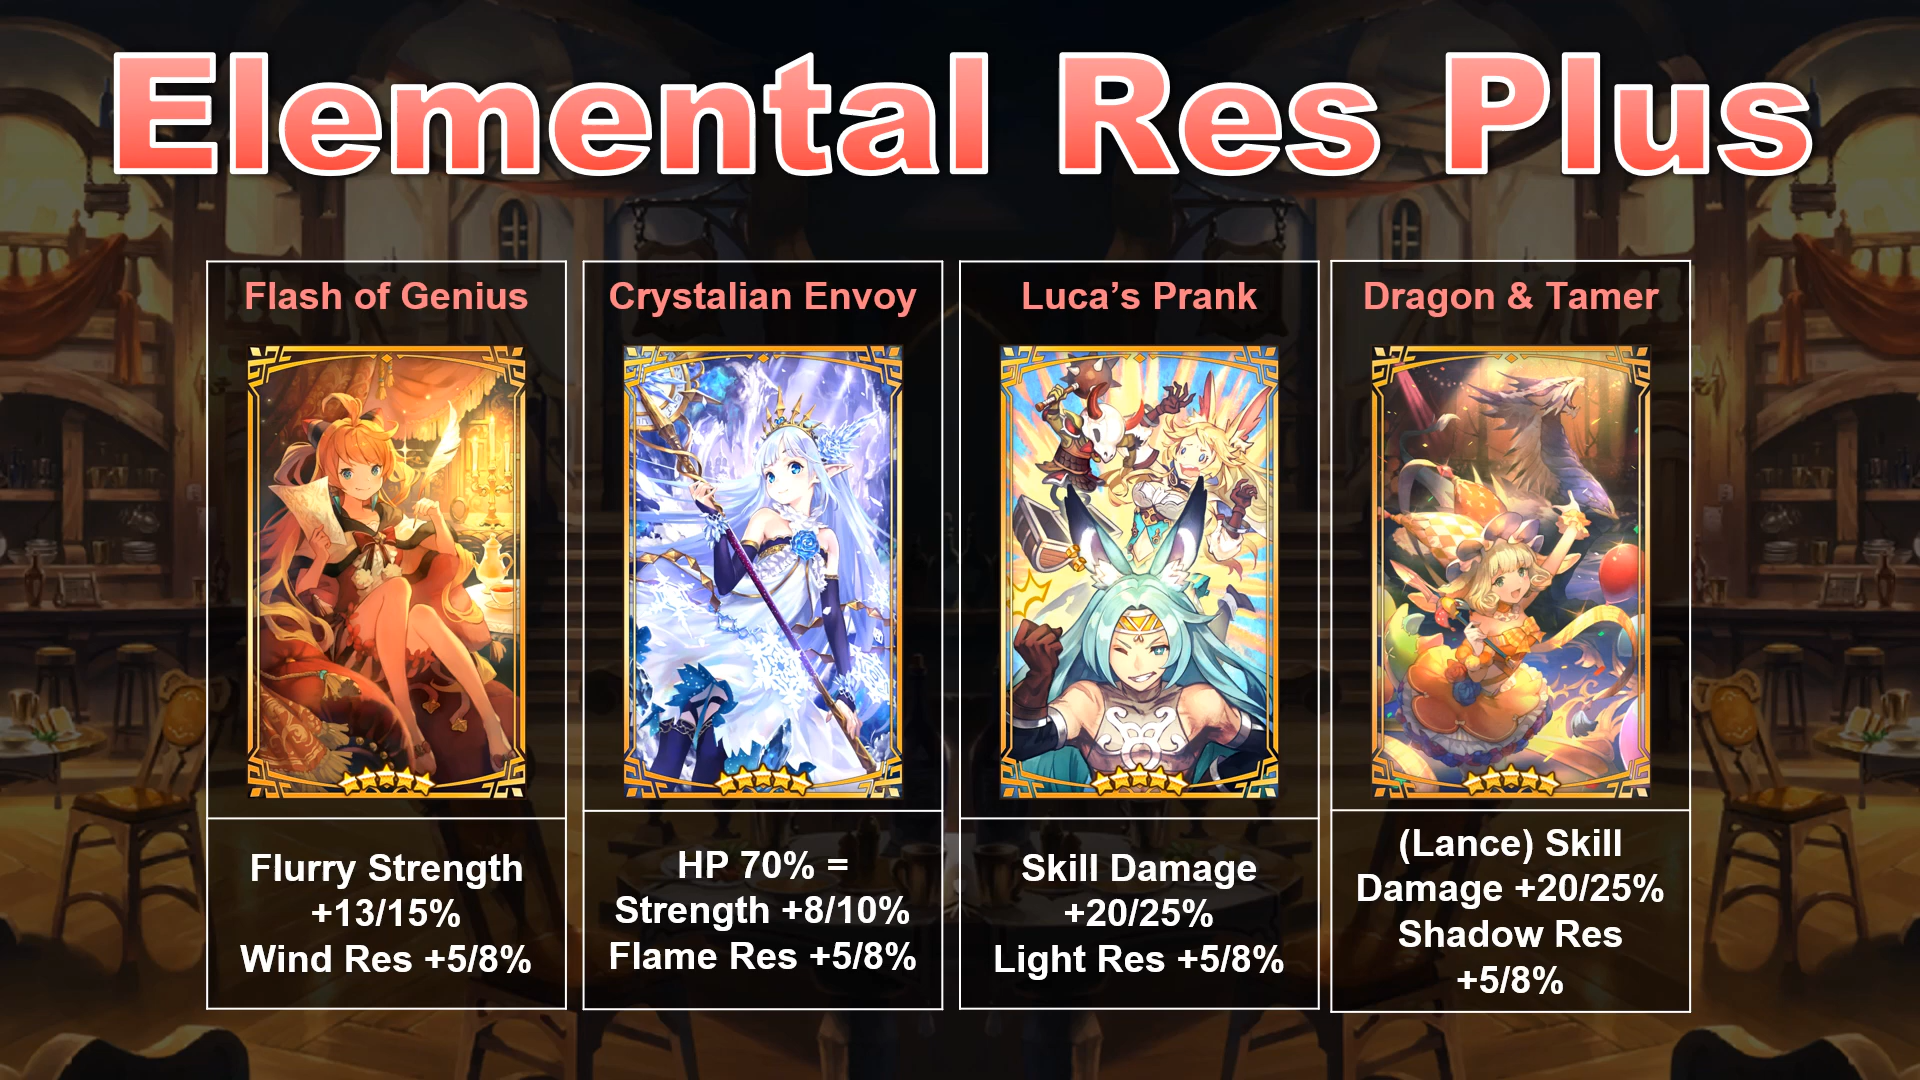 Elemental Res Plus
Flash of Genius
Flurry Strength
+13/15%
Wind Res +5/8%
Crystalian Envoy
HP 70% =
Strength +8/10%
Flame Res +5/8%
Luca’s Prank
Skill Damage
+20/25%
Light Res +5/8%
Dragon & Tamer
(Lance) Skill
Damage +20/25%
Shadow Res
+5/8%